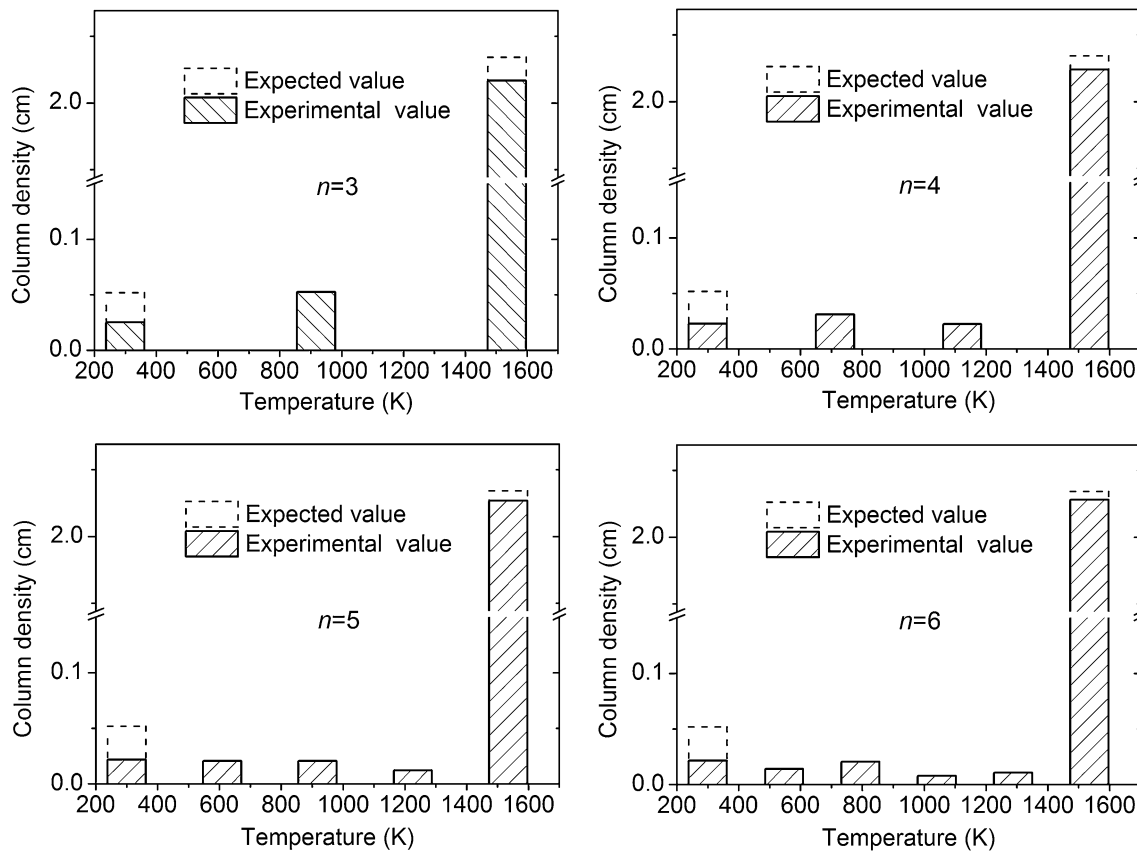 Expected value
Experimental value
2.0
0.1
0.0
Column density (cm)
n=3
200 400 600 800 1000 1200 1400 1600
Temperature (K)
Expected value
Experimental value
2.0
0.1
0.0
Column density (cm)
n=4
200 400 600 800 1000 1200 1400 1600
Temperature (K)
Expected value
Experimental value
2.0
0.1
0.0
Column density (cm)
n=5
200 400 600 800 1000 1200 1400 1600
Temperature (K)
Expected value
Experimental value
2.0
0.1
0.0
Column density (cm)
n=6
200 400 600 800 1000 1200 1400 1600
Temperature (K)